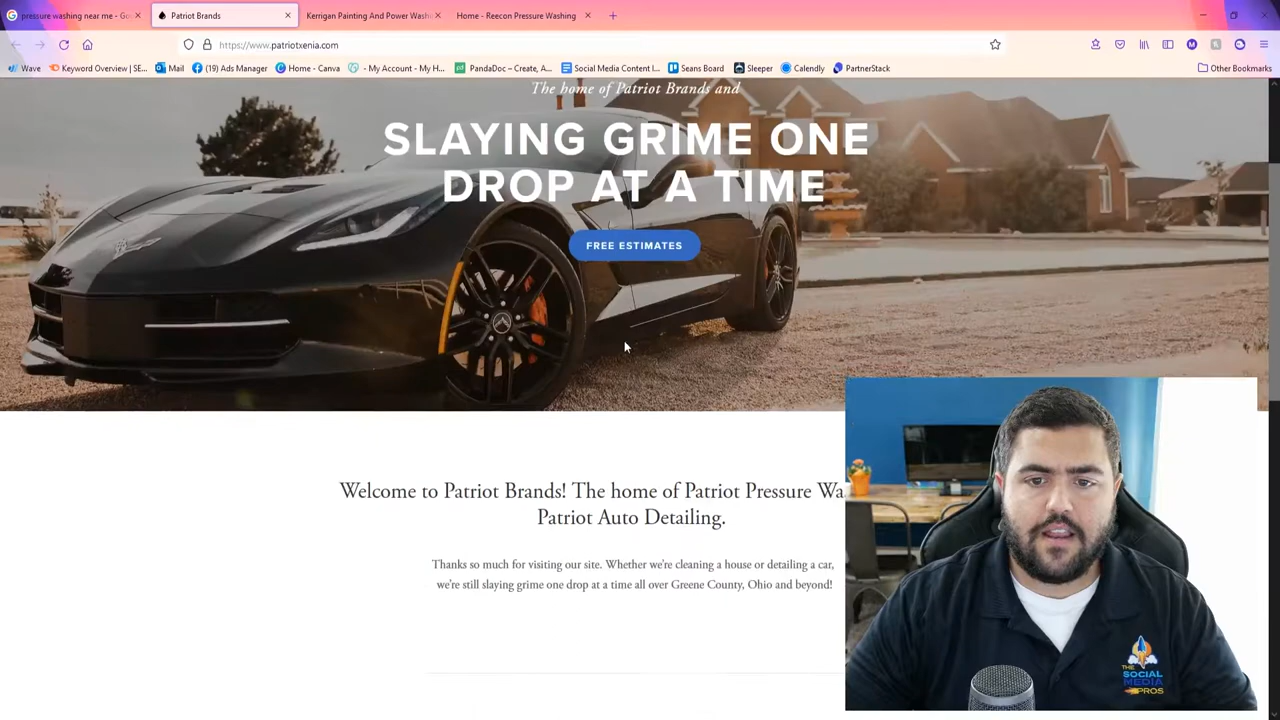 pressure washing near me - Go
Patriot Brands
Kerrigan Painting And Power Wash
Home - Reecon Pressure Washing
https://www.patriotxenia.com
Wave
Keyword Overview | SE...
Mail
(19) Ads Manager
Home - Canva
- My Account - My H...
PandaDoc – Create, A...
Social Media Content I...
Seans Board
Sleeper
Calendly
PartnerStack
Other Bookmarks
The home of Patriot Brands and
SLAYING GRIME ONE
DROP AT A TIME
FREE ESTIMATES
Welcome to Patriot Brands! The home of Patriot Pressure Wa
Patriot Auto Detailing.
Thanks so much for visiting our site. Whether we're cleaning a house or detailing a car,
we're still slaying grime one drop at a time all over Greene County, Ohio and beyond!
THE
SOCIAL
MEDIA
PROS